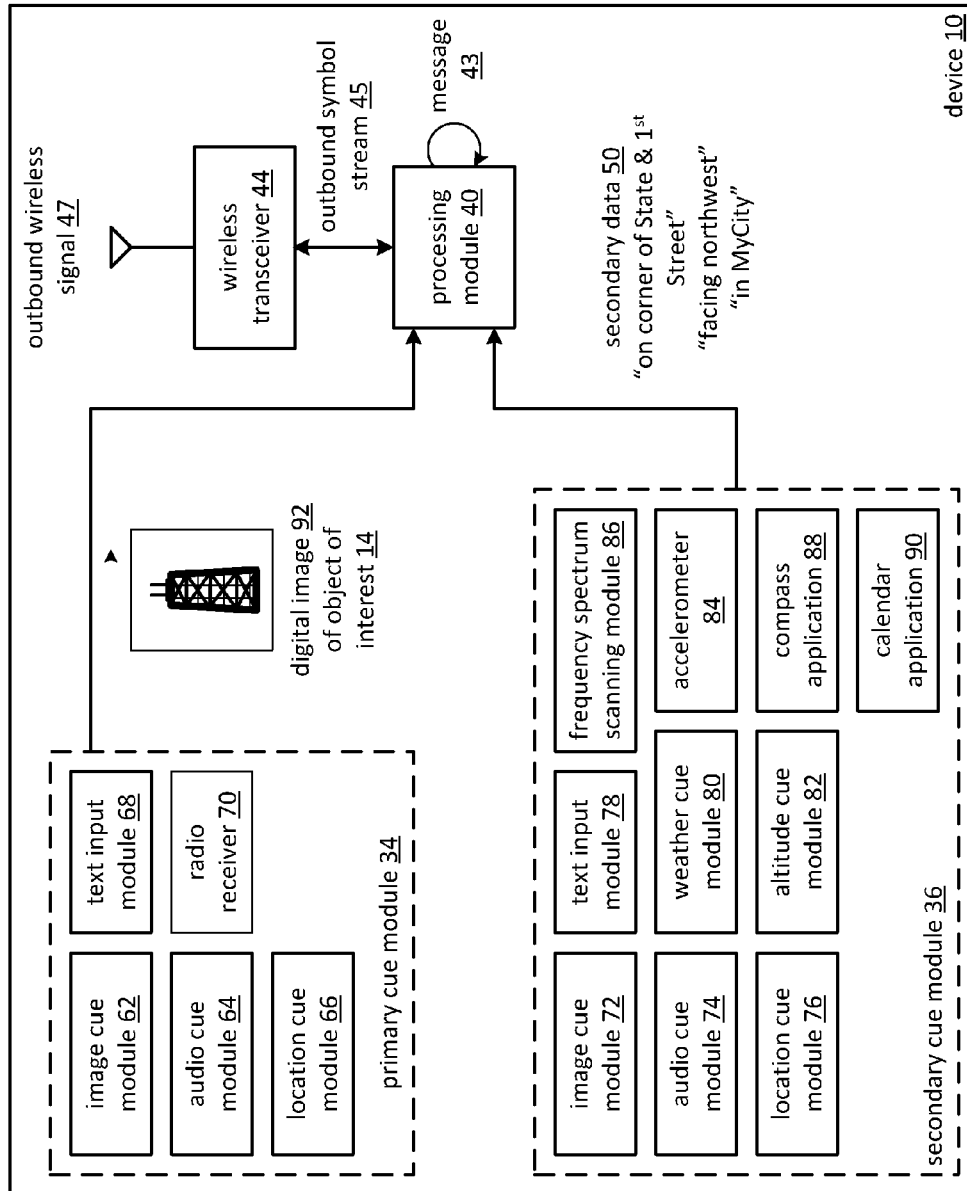 image cue
module 62
text input
module 68
audio cue
module 64
radio
receiver 70
location cue
module 66
primary cue module 34
digital image 92
of object of
interest 14
outbound wireless
signal 47
wireless
transceiver 44
outbound symbol
stream 45
processing
module 40
message
43
image cue
module 72
text input
module 78
frequency spectrum
scanning module 86
audio cue
module 74
weather cue
module 80
accelerometer
84
location cue
module 76
altitude cue
module 82
compass
application 88
calendar
application 90
secondary cue module 36
secondary data 50
“on corner of State & 1st
Street”
“facing northwest”
“in MyCity”
device 10